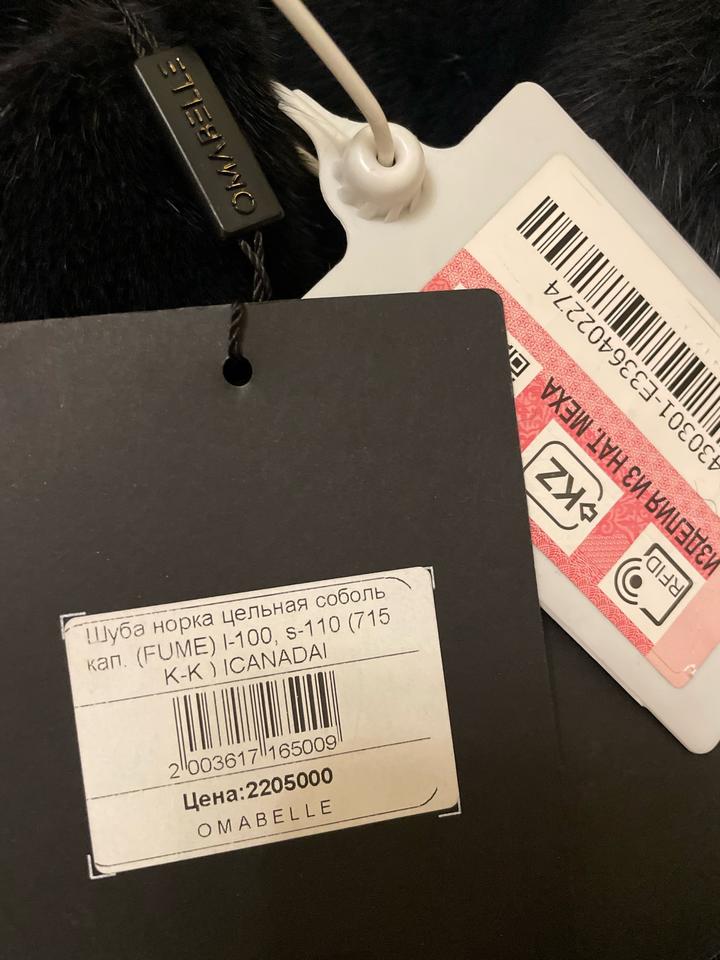 OMABELLE
430301-E336402274
ИЗДЕЛИЯ ИЗ НАТ. МЕХА
KZ
RFID
Шуба норка цельная соболь
кап. (FUME) l-100, s-110 (715
K-K ) ICANADAI
2 003617 165009
Цена:2205000
OMABELLE